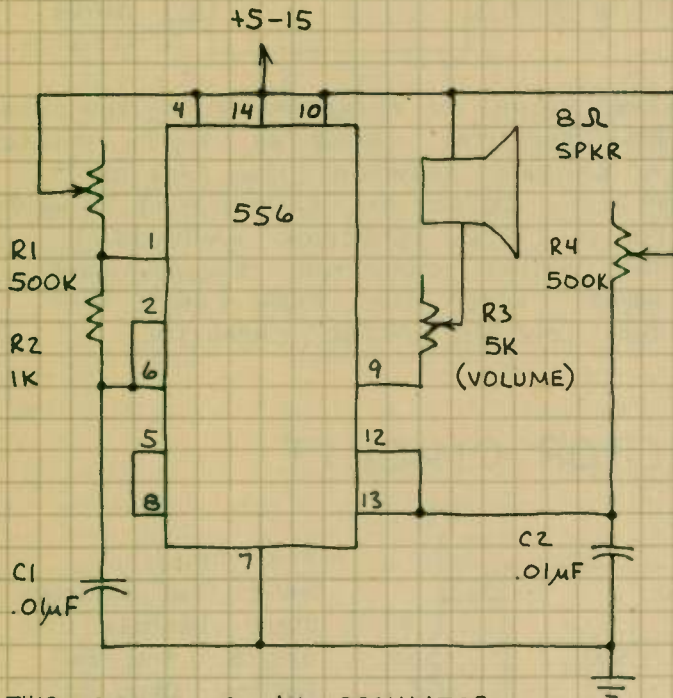 +5-15
4 14 10
8Ω
SPKR
556
R1
500K
1
R4
500K
2
R3
5K
(VOLUME)
R2
1K
6
9
5
12
8
13
7
C1
.01µF
C2
.01µF
THIS